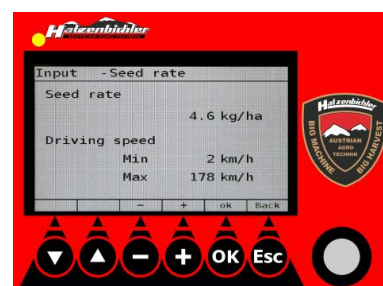 Hatzenbichler
Input -Seed rate
Seed rate
4.6 kg/ha
Driving speed
Min 2 km/h
Max 178 km/h
- + ok Back
OK Esc
Hatzenbichler
AUSTRIAN
AGRO
TECHNIK
BIG MACHINE
BIG HARVEST